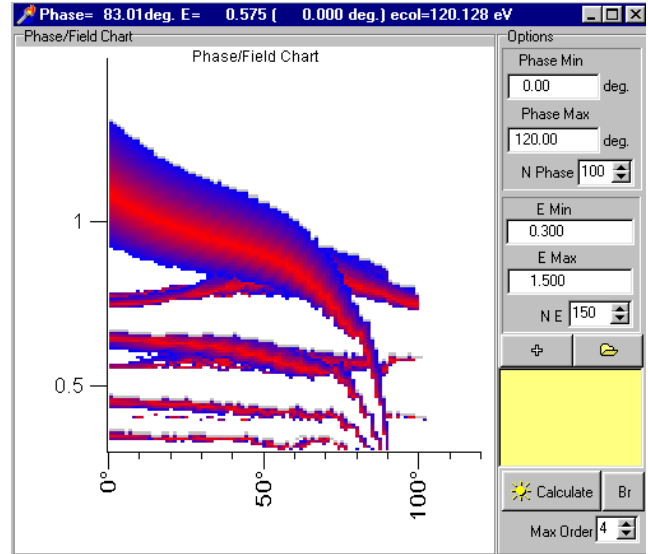 Phase= 83.01deg. E= 0.575 ( 0.000 deg.) ecol=120.128 eV
Phase/Field Chart
Options
Phase/Field Chart
Phase Min
0.00 deg.
Phase Max
120.00 deg.
N Phase 100
1
E Min
0.300
E Max
1.500
N E 150
0.5
0° 50° 100°
Calculate Br
Max Order 4